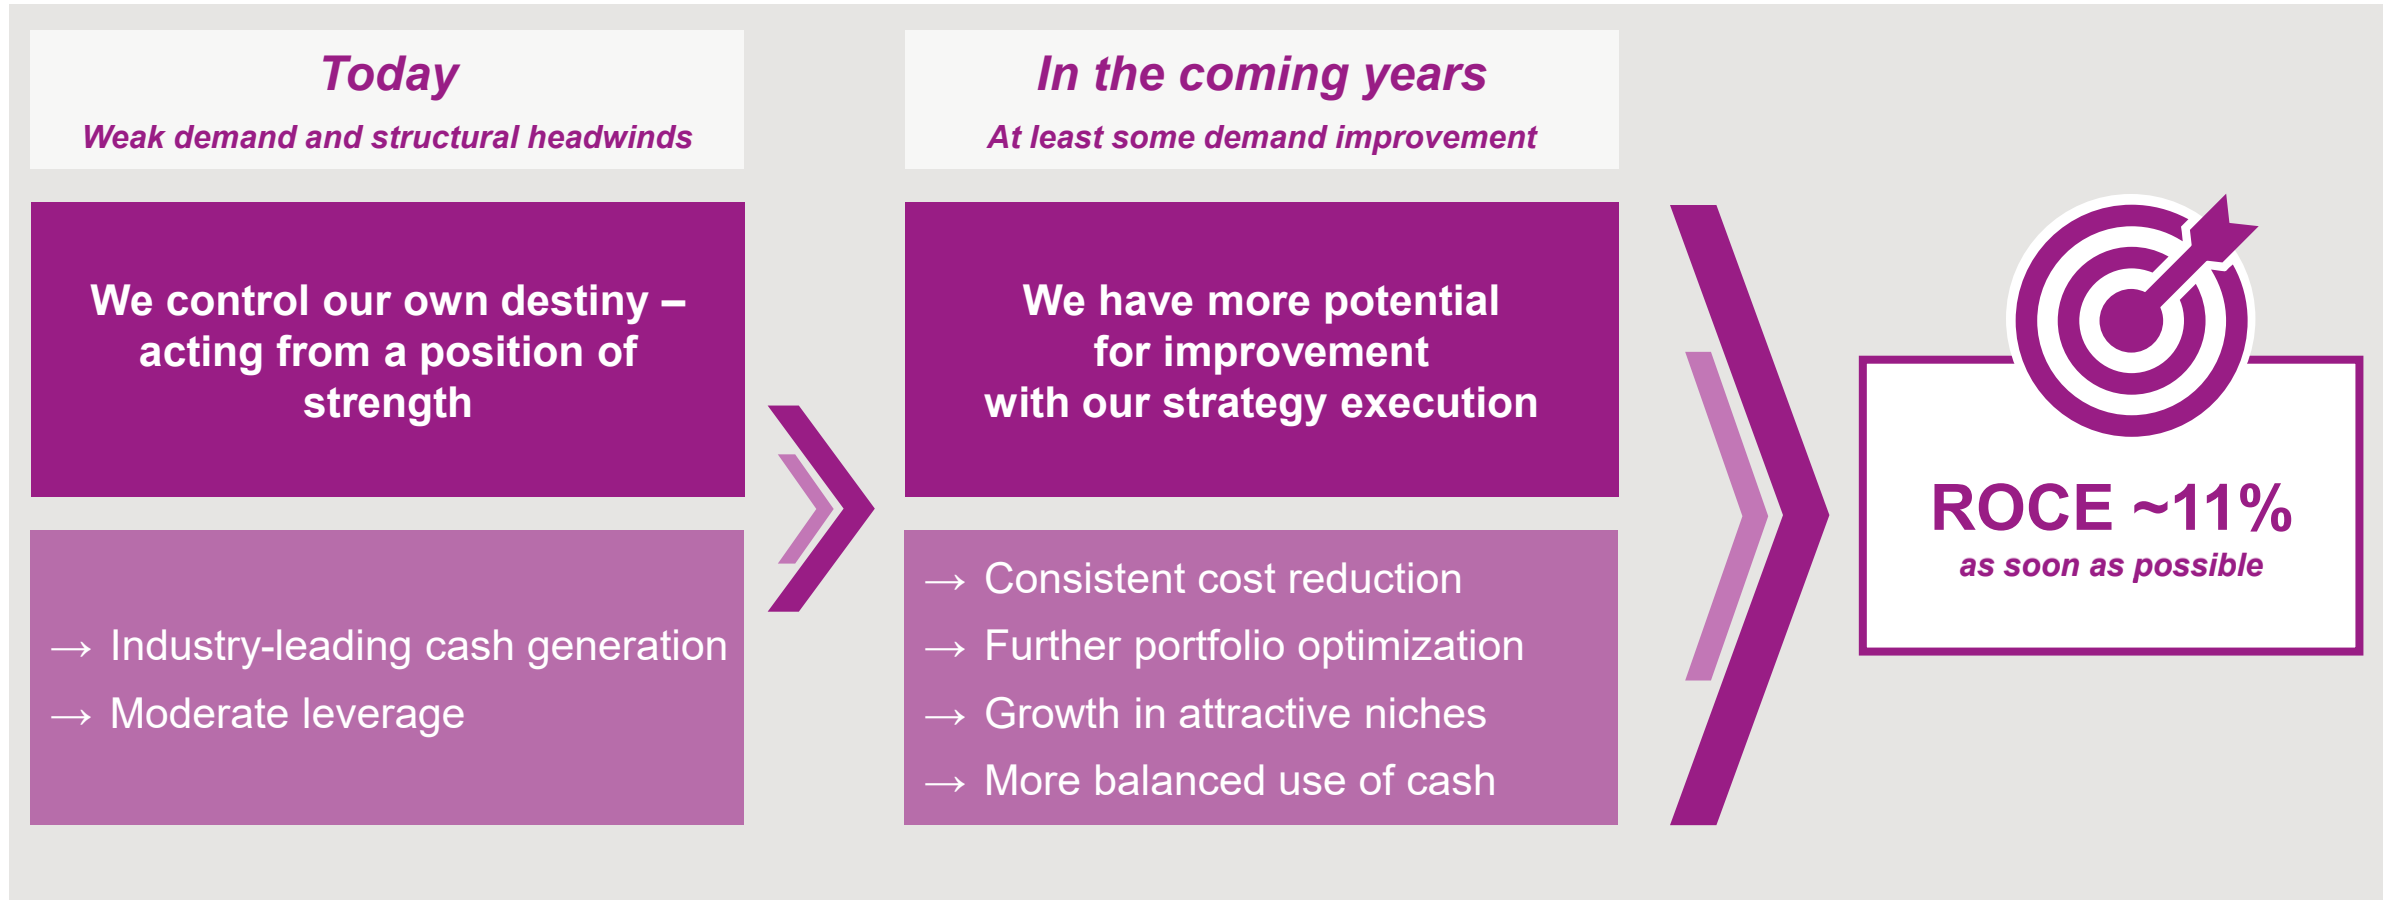 Today
Weak demand and structural headwinds
We control our own destiny –
acting from a position of
strength
→ Industry-leading cash generation
→ Moderate leverage
In the coming years
At least some demand improvement
We have more potential
for improvement
with our strategy execution
→ Consistent cost reduction
→ Further portfolio optimization
→ Growth in attractive niches
→ More balanced use of cash
ROCE ~11%
as soon as possible